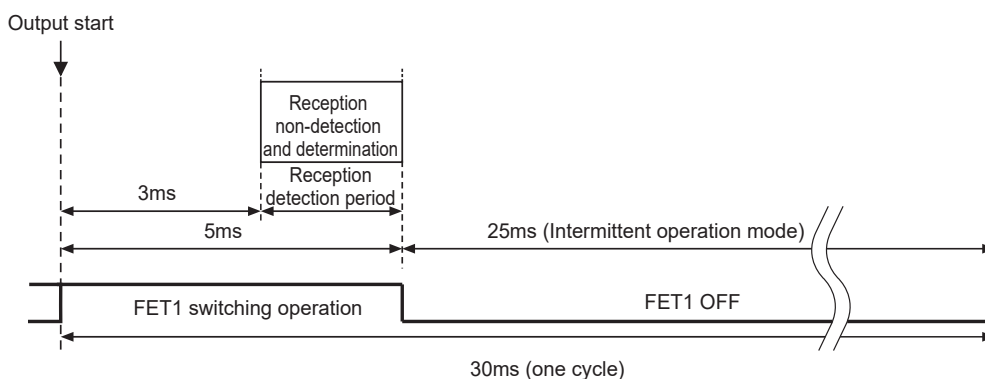 Output start
Reception
non-detection
and determination
Reception
detection period
3ms
5ms
25ms (Intermittent operation mode)
FET1 switching operation
FET1 OFF
30ms (one cycle)